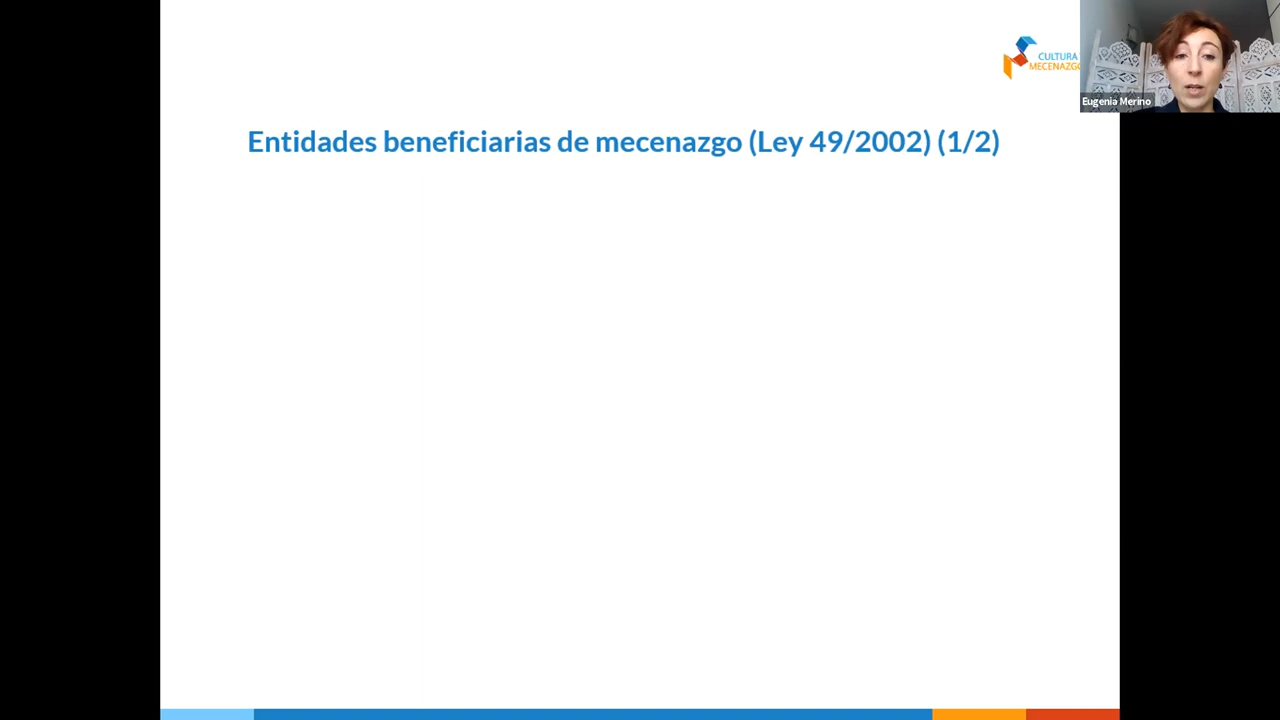 CULTURA
MECENAZGO
Eugenia Merino
Entidades beneficiarias de mecenazgo (Ley 49/2002) (1/2)